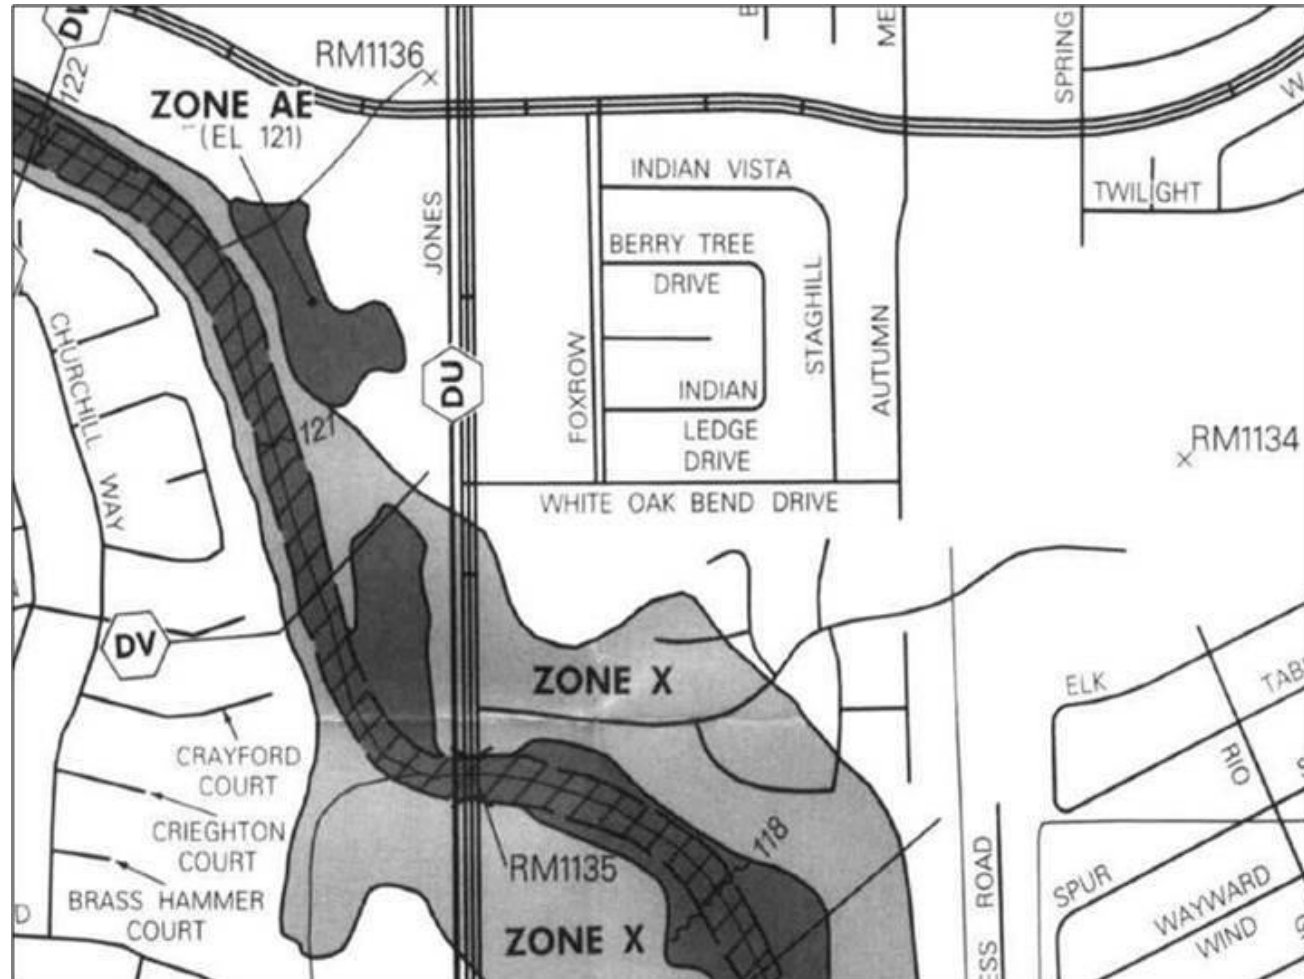 RM1136
ZONE AE
(EL 121)
122
SPRING
INDIAN VISTA
TWILIGHT
JONES
BERRY TREE
DRIVE
STAGHILL
AUTUMN
FOXROW
CHURCHILL
WAY
DU
INDIAN
LEDGE
DRIVE
121
RM1134
WHITE OAK BEND DRIVE
DV
ZONE X
ELK
RIO
CRAYFORD
COURT
CRIEGHTON
COURT
BRASS HAMMER
COURT
118
RM1135
ROAD
SPUR
WAYWARD
WIND
ZONE X